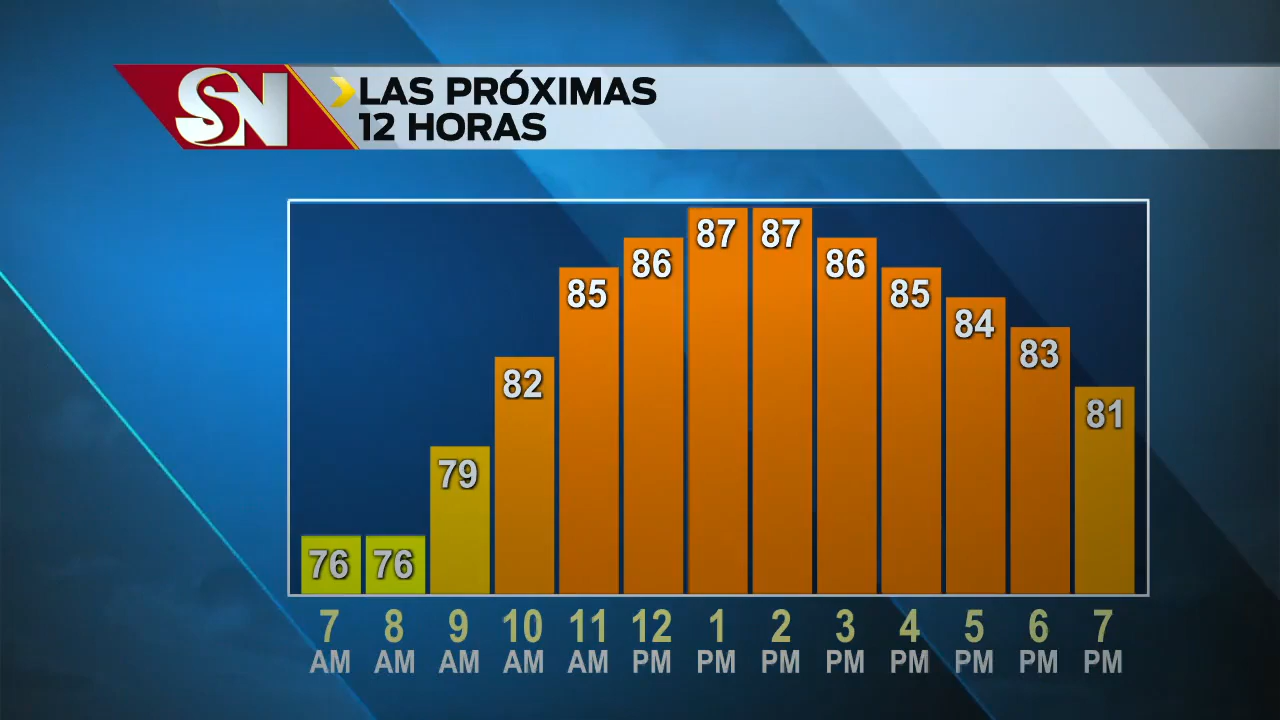 SN
LAS PRÓXIMAS
12 HORAS
76 76 79 82 85 86 87 87 86 85 84 83 81
7 8 9 10 11 12 1 2 3 4 5 6 7
AM AM AM AM AM PM PM PM PM PM PM PM PM